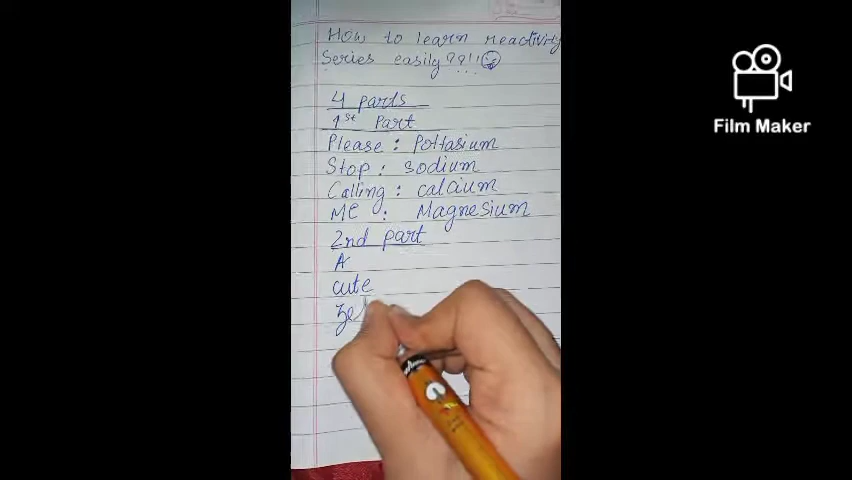 How to learn reactivity
Series easily??!!
4 parts
1st Part
Please : Pottasium
Stop : sodium
Calling : calcium
ME : Magnesium
2nd part
A
cute
Ze
Film Maker